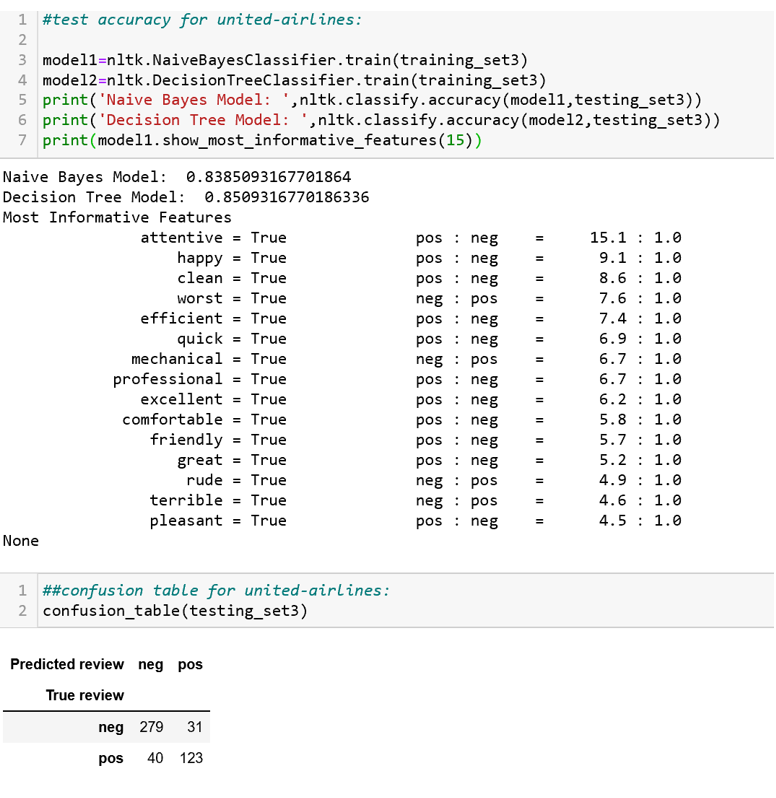 1 #test accuracy for united-airlines:
2
3 model1=nltk.NaiveBayesClassifier.train(training_set3)
4 model2=nltk.DecisionTreeClassifier.train(training_set3)
5 print('Naive Bayes Model: ',nltk.classify.accuracy(model1,testing_set3))
6 print('Decision Tree Model: ',nltk.classify.accuracy(model2,testing_set3))
7 print(model1.show_most_informative_features(15))
Naive Bayes Model:  0.8385093167701864
Decision Tree Model:  0.8509316770186336
Most Informative Features
attentive = True pos : neg = 15.1 : 1.0
happy = True pos : neg = 9.1 : 1.0
clean = True pos : neg = 8.6 : 1.0
worst = True neg : pos = 7.6 : 1.0
efficient = True pos : neg = 7.4 : 1.0
quick = True pos : neg = 6.9 : 1.0
mechanical = True neg : pos = 6.7 : 1.0
professional = True pos : neg = 6.7 : 1.0
excellent = True pos : neg = 6.2 : 1.0
comfortable = True pos : neg = 5.8 : 1.0
friendly = True pos : neg = 5.7 : 1.0
great = True pos : neg = 5.2 : 1.0
rude = True neg : pos = 4.9 : 1.0
terrible = True neg : pos = 4.6 : 1.0
pleasant = True pos : neg = 4.5 : 1.0
None
1 ##confusion table for united-airlines:
2 confusion_table(testing_set3)
Predicted review neg pos
True review
neg 279 31
pos 40 123